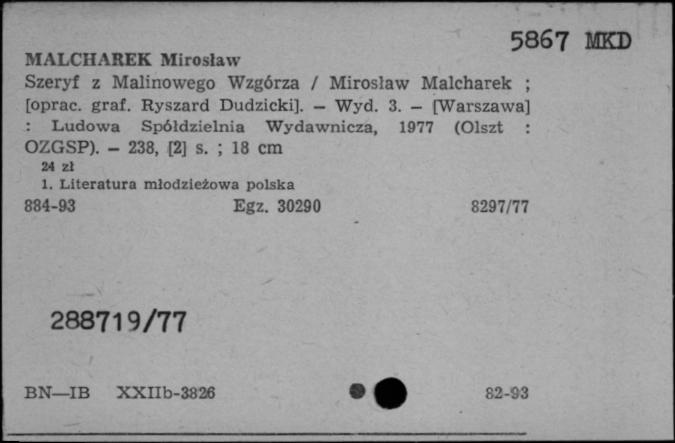 5867 MKD
MALCHAREK Mirosław
Szeryf z Malinowego Wzgórza / Mirosław Malcharek ;
[oprac. graf. Ryszard Dudzicki]. — Wyd. 3. — [Warszawa]
: Ludowa Spółdzielnia Wydawnicza, 1977 (Olszt :
OZGSP). — 238, [2] s. ; 18 cm
24 zł
1. Literatura młodzieżowa polska
884-93 Egz. 30290 8297/77
288719/77
BN—IB XXIIb-3826 82-93